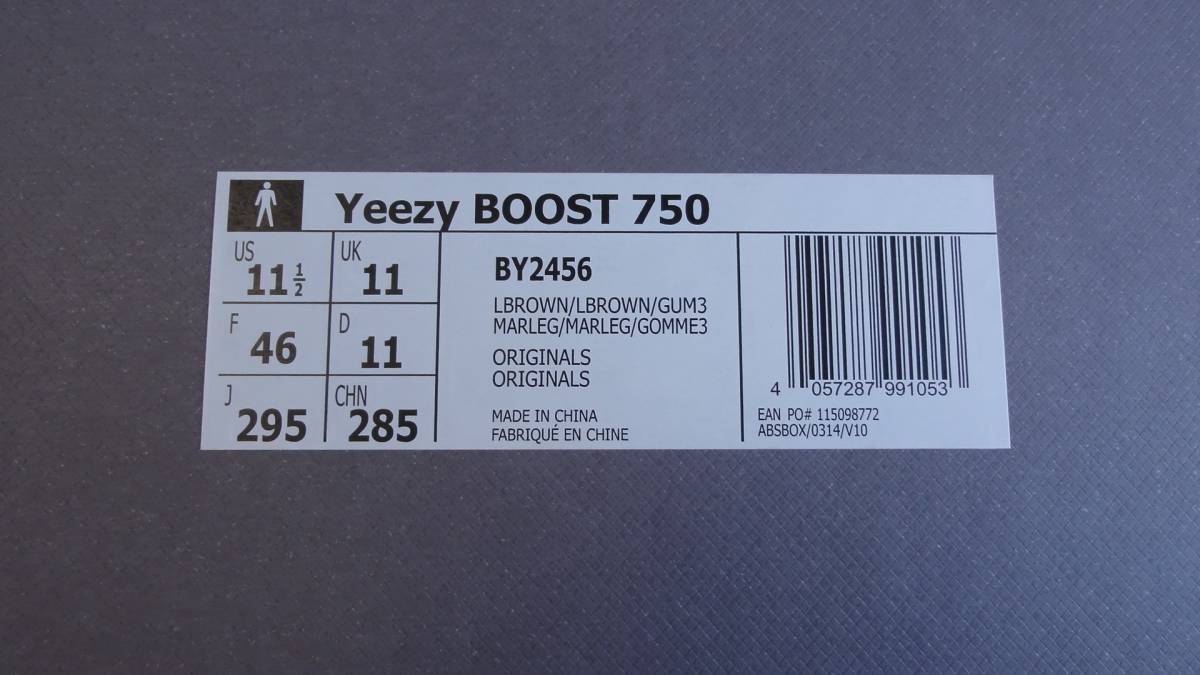 Yeezy BOOST 750
US 11 1/2
UK 11
F 46
D 11
J 295
CHN 285
BY2456
LBROWN/LBROWN/GUM3
MARLEG/MARLEG/GOMME3
ORIGINALS
ORIGINALS
MADE IN CHINA
FABRIQUÉ EN CHINE
4 057287 991053
EAN PO# 115098772
ABSBOX/0314/V10